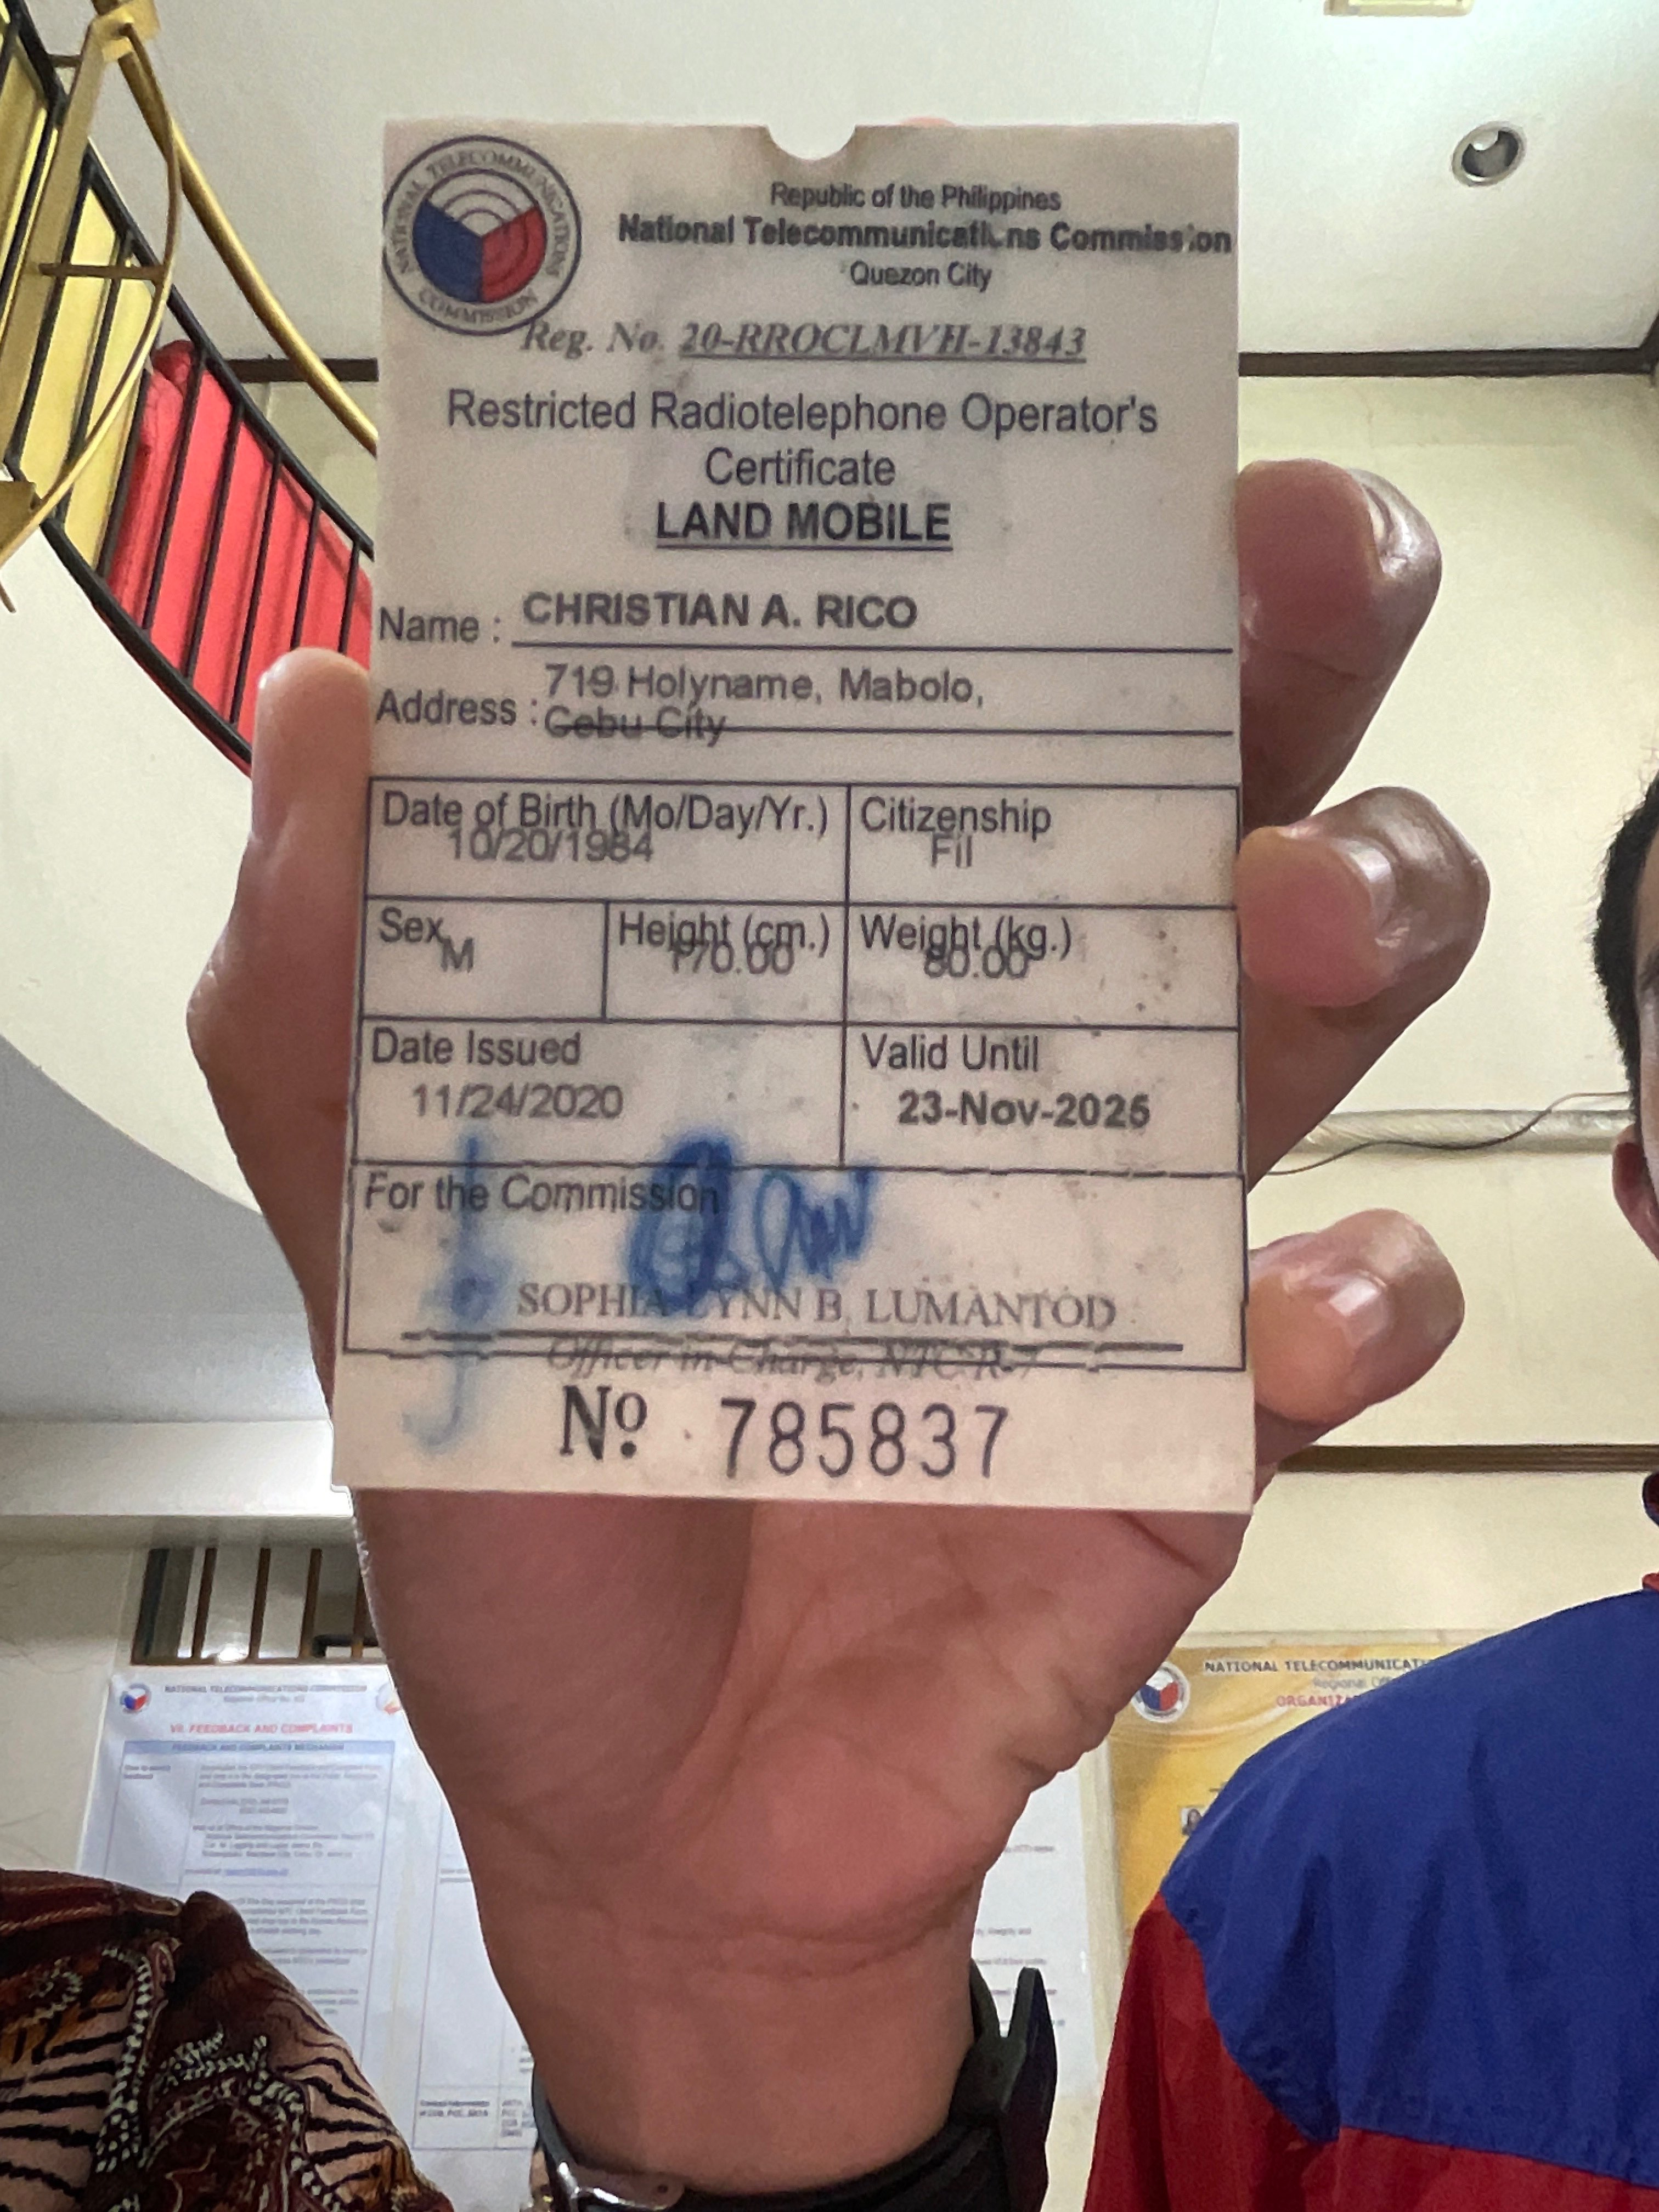 NATIONAL TELECOMMUNICATIONS COMMISSION
Republic of the Philippines
National Telecommunications Commission
Quezon City
Reg. No. 20-RROCLMVH-13843
Restricted Radiotelephone Operator's
Certificate
LAND MOBILE
Name : CHRISTIAN A. RICO
Address : 719 Holyname, Mabolo,
Cebu City
Date of Birth (Mo/Day/Yr.)
10/20/1984
Citizenship
Fil
Sex
M
Height (cm.)
170.00
Weight (kg.)
80.00
Date Issued
11/24/2020
Valid Until
23-Nov-2025
For the Commission
SOPHIA LYNN B. LUMANTOD
Officer in-Charge, NTC R-7
Nº 785837
NATIONAL TELECOMMUNICATIONS COMMISSION
VII. FEEDBACK AND COMPLAINTS
FEEDBACK AND COMPLAINTS MECHANISM
NATIONAL TELECOMMUNICATI
Regional Of
ORGANIZA